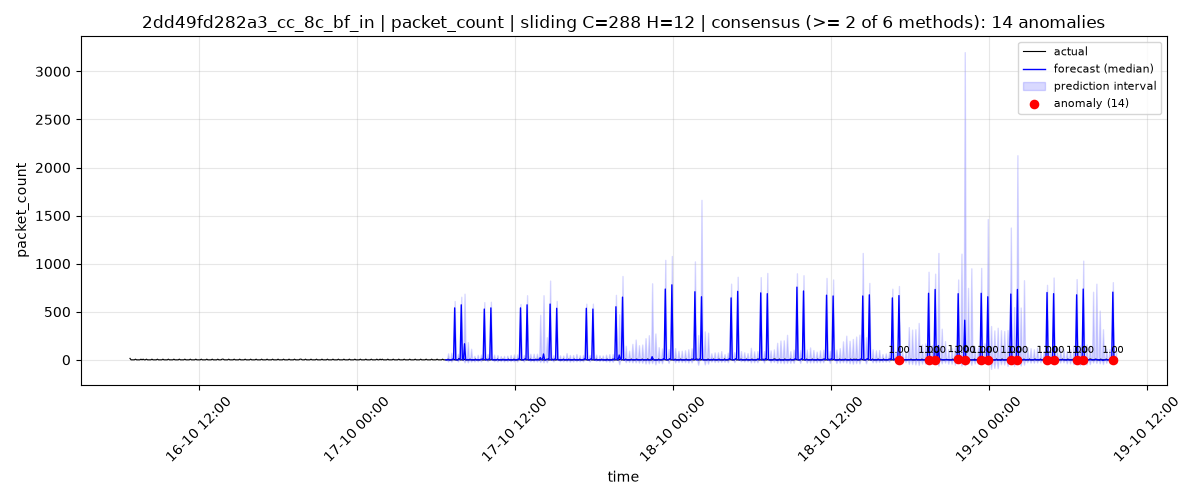 2dd49fd282a3_cc_8c_bf_in | packet_count | sliding C=288 H=12 | consensus (>= 2 of 6 methods): 14 anomalies
actual
forecast (median)
prediction interval
anomaly (14)
packet_count
3000
2500
2000
1500
1000
500
0
1.00
1.00
16-10 12:00
17-10 00:00
17-10 12:00
18-10 00:00
18-10 12:00
19-10 00:00
19-10 12:00
time